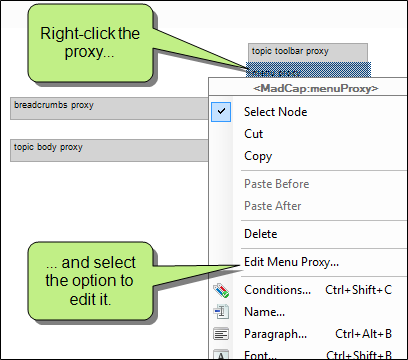 Right-click the
proxy...
topic toolbar proxy
menu proxy
<MadCap:menuProxy>
Select Node
breadcrumbs proxy
Cut
Copy
topic body proxy
Paste Before
Paste After
Delete
... and select
the option to
edit it.
Edit Menu Proxy...
Conditions... Ctrl+Shift+C
Name...
Paragraph... Ctrl+Alt+B
Font... Ctrl+Shift+B